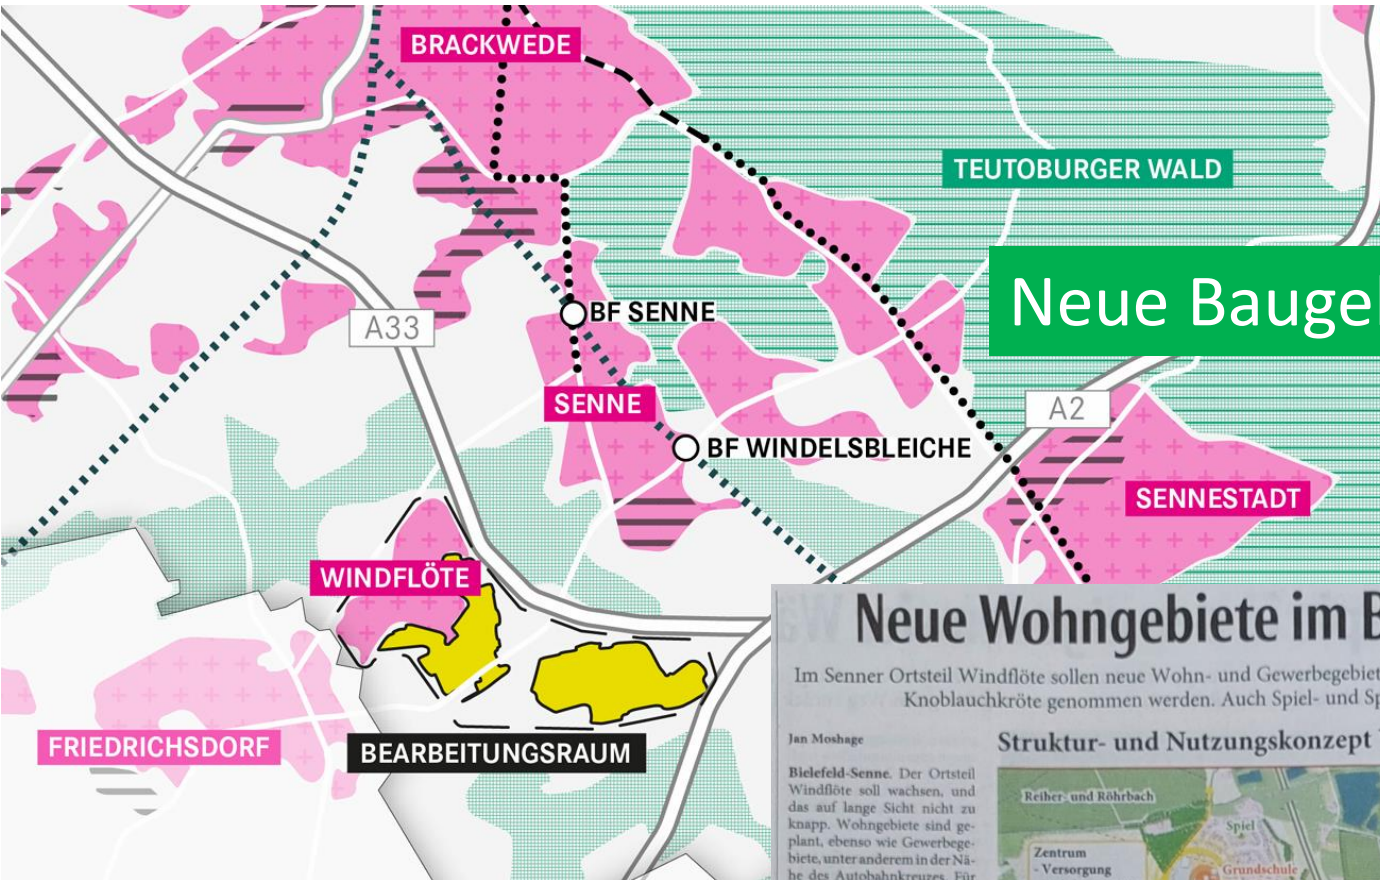 BRACKWEDE
TEUTOBURGER WALD
Neue Bauge
BF SENNE
A33
SENNE
A2
BF WINDELSBLEICHE
SENNESTADT
WINDFLÖTE
FRIEDRICHSDORF
BEARBEITUNGSRAUM
Neue Wohngebiete im B
Im Senner Ortsteil Windflöte sollen neue Wohn- und Gewerbegebiet
Knoblauchkröte genommen werden. Auch Spiel- und Sp
Jan Moshage
Struktur- und Nutzungskonzept
Bielefeld-Senne. Der Ortsteil
Windflöte soll wachsen, und
das auf lange Sicht nicht zu
knapp. Wohngebiete sind ge-
plant, ebenso wie Gewerbege-
biete, unter anderem in der Nä-
he des Autobahnkreuzes. Für
Reiher- und Röhrbach
Spiel
Zentrum
- Versorgung
Grundschule